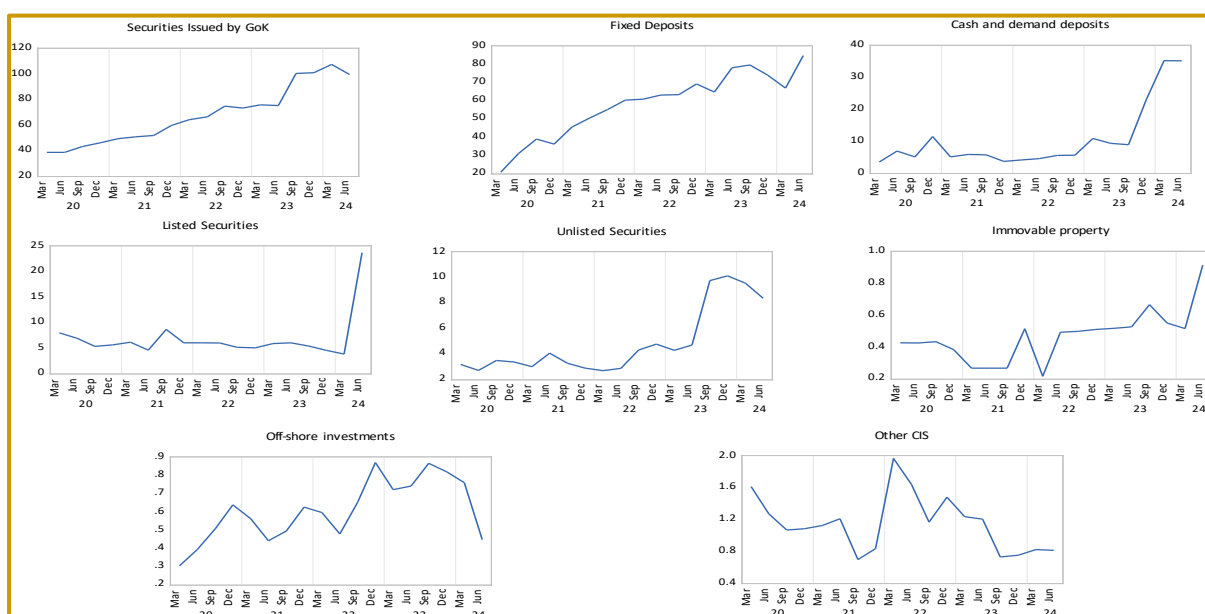 Securities Issued by GoK
120
100
80
60
40
20
Mar Jun Sep Dec Mar Jun Sep Dec Mar Jun Sep Dec Mar Jun Sep Dec Mar Jun
20 21 22 23 24
Fixed Deposits
90
80
70
60
50
40
30
20
Mar Jun Sep Dec Mar Jun Sep Dec Mar Jun Sep Dec Mar Jun Sep Dec Mar Jun
20 21 22 23 24
Cash and demand deposits
40
30
20
10
0
Mar Jun Sep Dec Mar Jun Sep Dec Mar Jun Sep Dec Mar Jun Sep Dec Mar Jun
20 21 22 23 24
Listed Securities
25
20
15
10
5
0
Mar Jun Sep Dec Mar Jun Sep Dec Mar Jun Sep Dec Mar Jun Sep Dec Mar Jun
20 21 22 23 24
Unlisted Securities
12
10
8
6
4
2
Mar Jun Sep Dec Mar Jun Sep Dec Mar Jun Sep Dec Mar Jun Sep Dec Mar Jun
20 21 22 23 24
Immovable property
1.0
0.8
0.6
0.4
0.2
Mar Jun Sep Dec Mar Jun Sep Dec Mar Jun Sep Dec Mar Jun Sep Dec Mar Jun
20 21 22 23 24
Off-shore investments
.9
.8
.7
.6
.5
.4
.3
.2
Mar Jun Sep Dec Mar Jun Sep Dec Mar Jun Sep Dec Mar Jun Sep Dec Mar Jun
20 21 22 23 24
Other CIS
2.0
1.6
1.2
0.8
0.4
Mar Jun Sep Dec Mar Jun Sep Dec Mar Jun Sep Dec Mar Jun Sep Dec Mar Jun
20 21 22 23 24